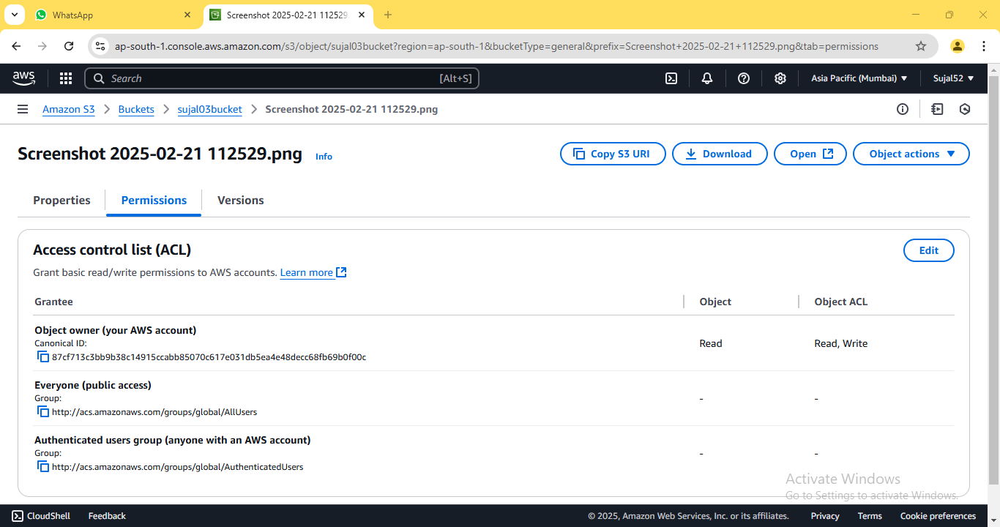 WhatsApp
Screenshot 2025-02-21 112529.
ap-south-1.console.aws.amazon.com/s3/object/sujal03bucket?region=ap-south-1&bucketType=general&prefix=Screenshot+2025-02-21+112529.png&tab=permissions
aws Search [Alt+S] Asia Pacific (Mumbai) Sujal52
Amazon S3 Buckets sujal03bucket Screenshot 2025-02-21 112529.png
Screenshot 2025-02-21 112529.png Info Copy S3 URI Download Open Object actions
Properties Permissions Versions
Access control list (ACL) Edit
Grant basic read/write permissions to AWS accounts. Learn more
Grantee Object Object ACL
Object owner (your AWS account)
Canonical ID: Read Read, Write
87cf713c3bb9b38c14915ccabb85070c617e031db5ea4e48decc68fb69b0f00c
Everyone (public access)
Group: - -
http://acs.amazonaws.com/groups/global/AllUsers
Authenticated users group (anyone with an AWS account)
Group: - -
http://acs.amazonaws.com/groups/global/AuthenticatedUsers
Activate Windows
Go to Settings to activate Windows.
CloudShell Feedback © 2025, Amazon Web Services, Inc. or its affiliates. Privacy Terms Cookie preferences